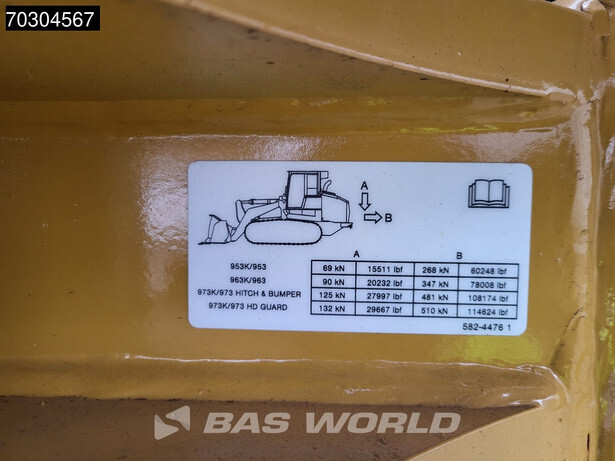 70304567
A
B
A B
953K/953 69 kN 15511 lbf 268 kN 60248 lbf
963K/963 90 kN 20232 lbf 347 kN 78008 lbf
973K/973 HITCH & BUMPER 125 kN 27997 lbf 481 kN 108174 lbf
973K/973 HD GUARD 132 kN 29667 lbf 510 kN 114624 lbf
582-4476 1
BAS WORLD